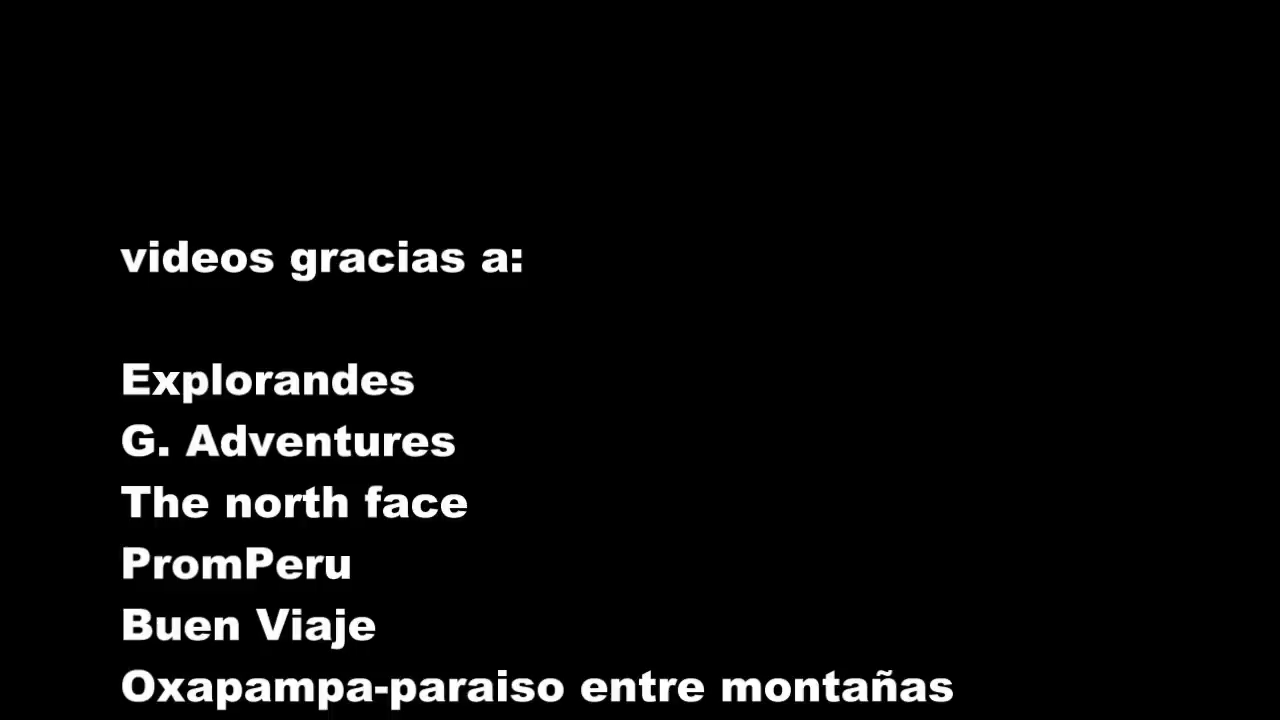 videos gracias a:
Explorandes
G. Adventures
The north face
PromPeru
Buen Viaje
Oxapampa-paraiso entre montañas